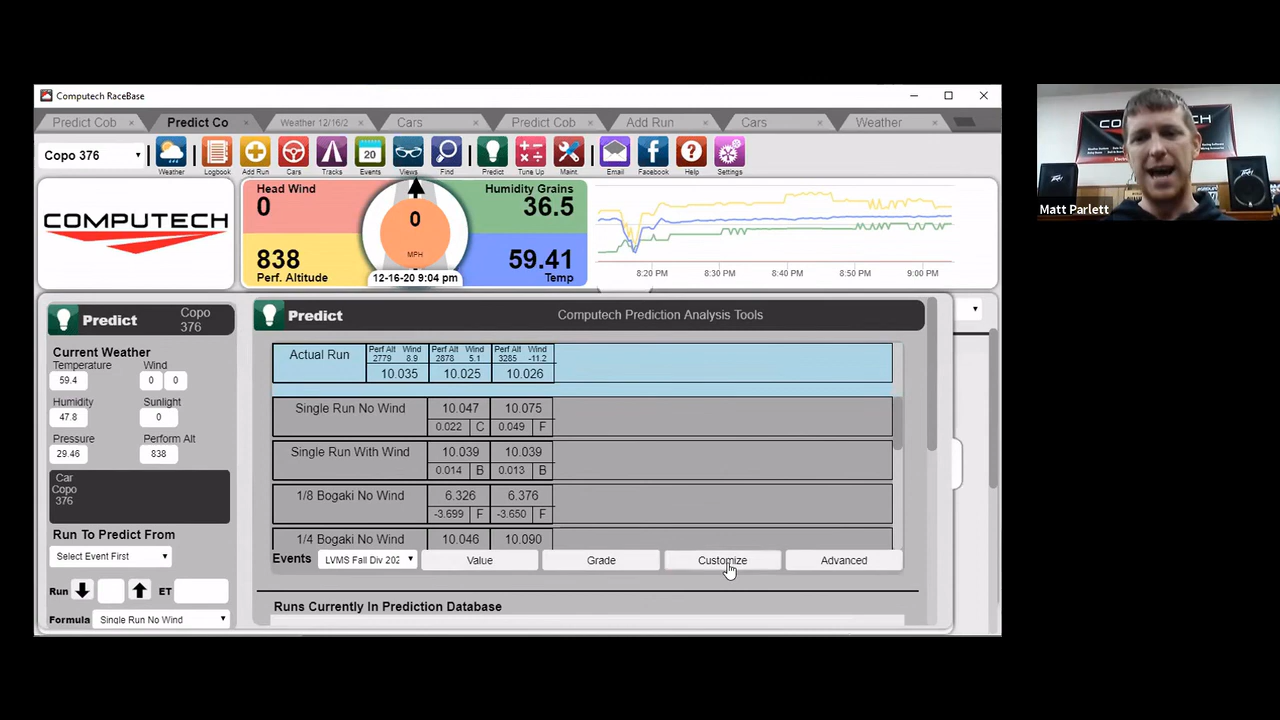 Computech RaceBase
Predict Cob
Predict Co
Weather 12/16/2
Cars
Predict Cob
Add Run
Cars
Weather
Copo 376
Weather
Logbook
Add Run
Cars
Tracks
20
Events
Views
Find
Predict
Tune Up
Maint.
Email
Facebook
Help
Settings
COMPUTECH
Head Wind
0
Humidity Grains
36.5
0
MPH
838
Perf. Altitude
59.41
Temp
12-16-20 9:04 pm
8:20 PM 8:30 PM 8:40 PM 8:50 PM 9:00 PM
Matt Parlett
PEAVEY
Predict
Copo
376
Current Weather
Temperature Wind
59.4 0 0
Humidity Sunlight
47.8 0
Pressure Perform Alt
29.46 838
Car
Copo
376
Run To Predict From
Select Event First
Run ET
Formula Single Run No Wind
Predict Computech Prediction Analysis Tools
Actual Run
Perf Alt Wind Perf Alt Wind Perf Alt Wind
2779 8.9 2878 5.1 3285 -11.2
10.035 10.025 10.026
Single Run No Wind 10.047 10.075
0.022 C 0.049 F
Single Run With Wind 10.039 10.039
0.014 B 0.013 B
1/8 Bogaki No Wind 6.326 6.376
-3.699 F -3.650 F
1/4 Bogaki No Wind 10.046 10.090
Events LVMS Fall Div 202 Value Grade Customize Advanced
Runs Currently In Prediction Database